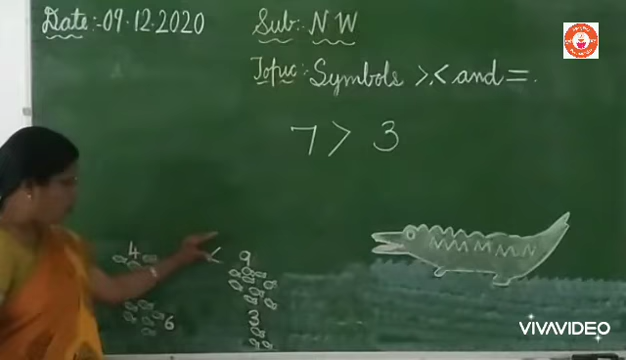 Date:-09.12.2020
Sub:- N W
Topic:- Symbols >,< and =.
7 > 3
4 < 9
6
3
VIVAVIDEO